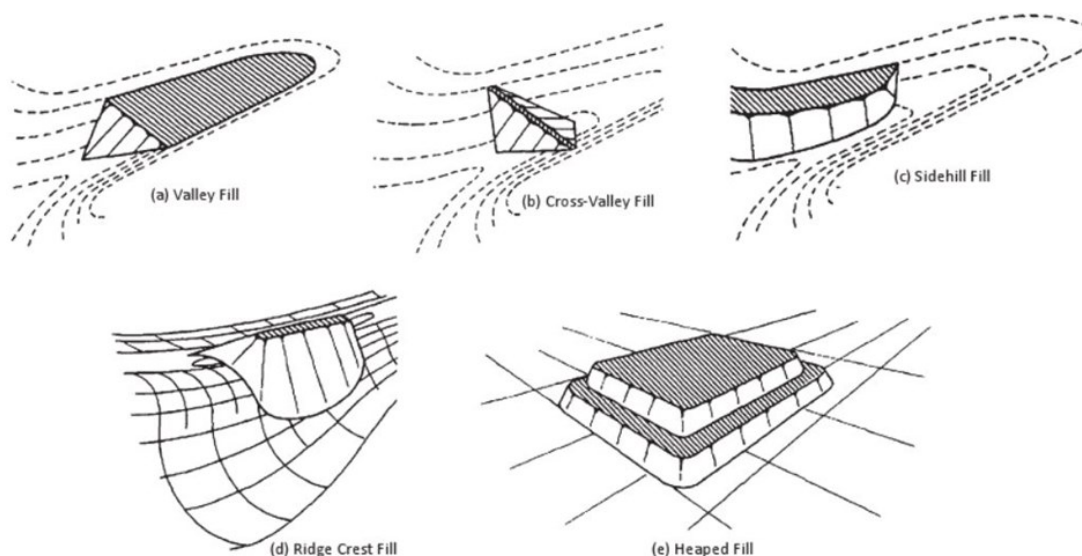 (a) Valley Fill
(b) Cross-Valley Fill
(c) Sidehill Fill
(d) Ridge Crest Fill
(e) Heaped Fill